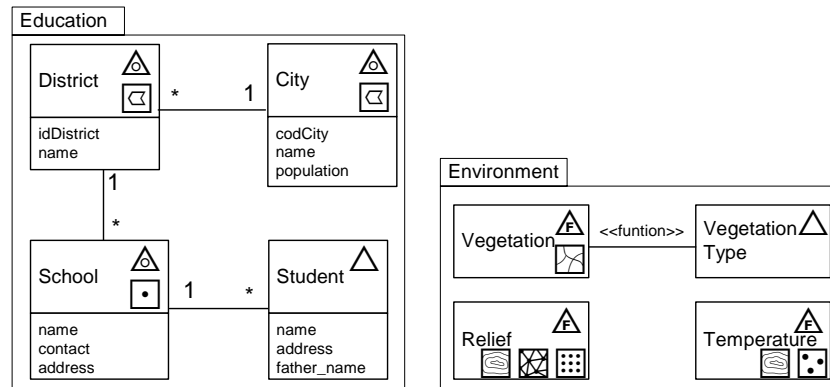 Education
District
idDistrict
name
*
1
City
codCity
name
population
1
*
School
name
contact
address
1
*
Student
name
address
father_name
Environment
Vegetation
F
<<funtion>>
Vegetation
Type
Relief
F
Temperature
F